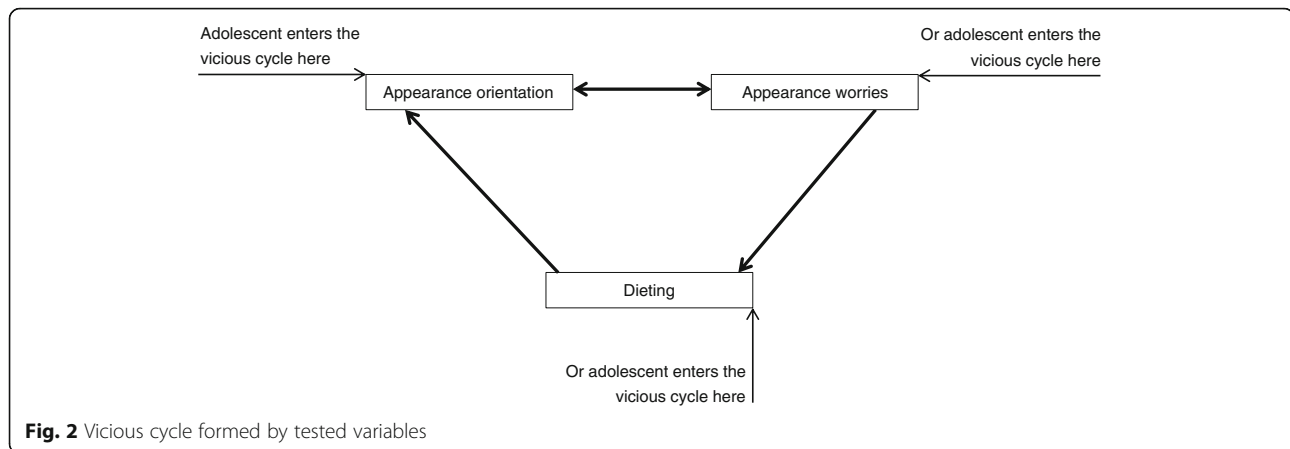 Adolescent enters the
vicious cycle here
Or adolescent enters the
vicious cycle here
Appearance orientation
Appearance worries
Dieting
Or adolescent enters the
vicious cycle here
Fig. 2 Vicious cycle formed by tested variables